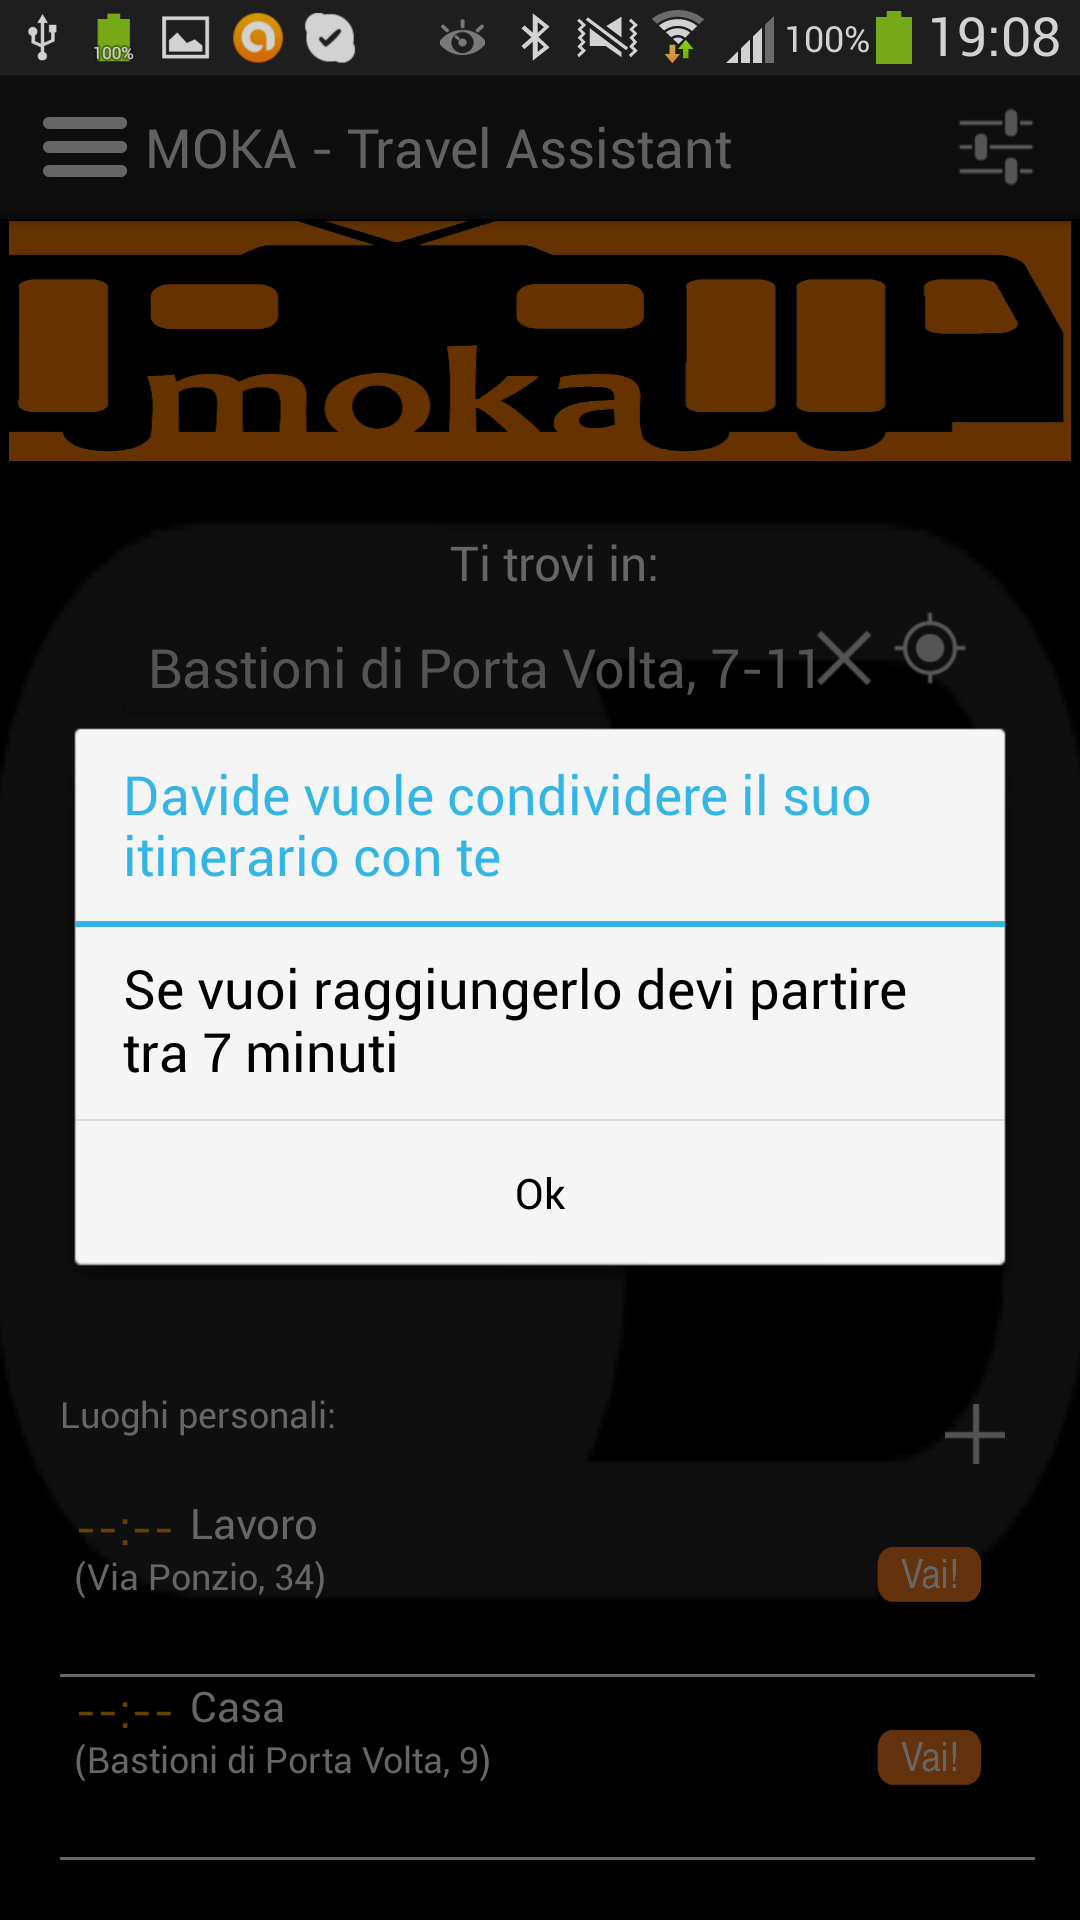 100%
100%
19:08
MOKA - Travel Assistant
moka
Ti trovi in:
Bastioni di Porta Volta, 7-11
Davide vuole condividere il suo
itinerario con te
Se vuoi raggiungerlo devi partire
tra 7 minuti
Ok
Luoghi personali:
--:-- Lavoro
(Via Ponzio, 34)
Vai!
--:-- Casa
(Bastioni di Porta Volta, 9)
Vai!